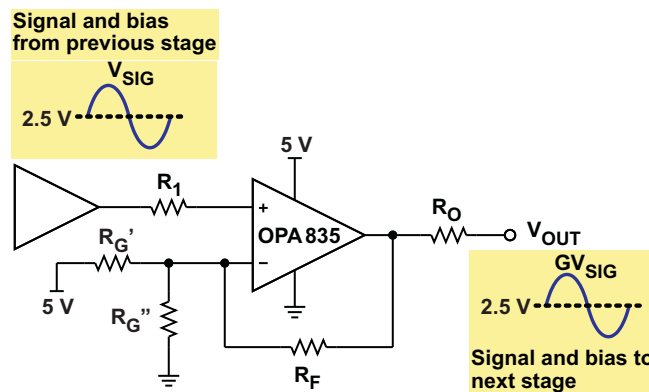 Signal and bias
from previous stage
VSIG
2.5 V
5 V
R1
+
OPA835
−
RO
VOUT
RG'
5 V
RG"
GVSIG
2.5 V
RF
Signal and bias to
next stage